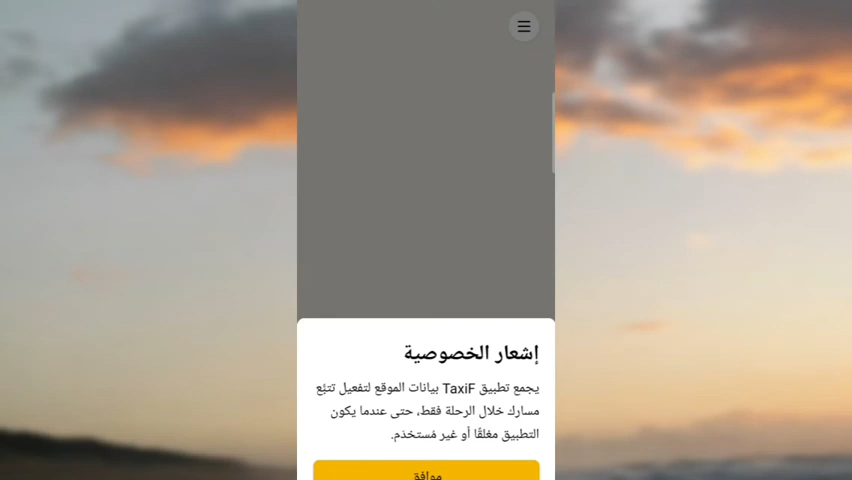 إشعار الخصوصية
يجمع تطبيق TaxiF بيانات الموقع لتفعيل تتبّع
مسارك خلال الرحلة فقط، حتى عندما يكون
التطبيق مغلقًا أو غير مُستخدَم.
موافق